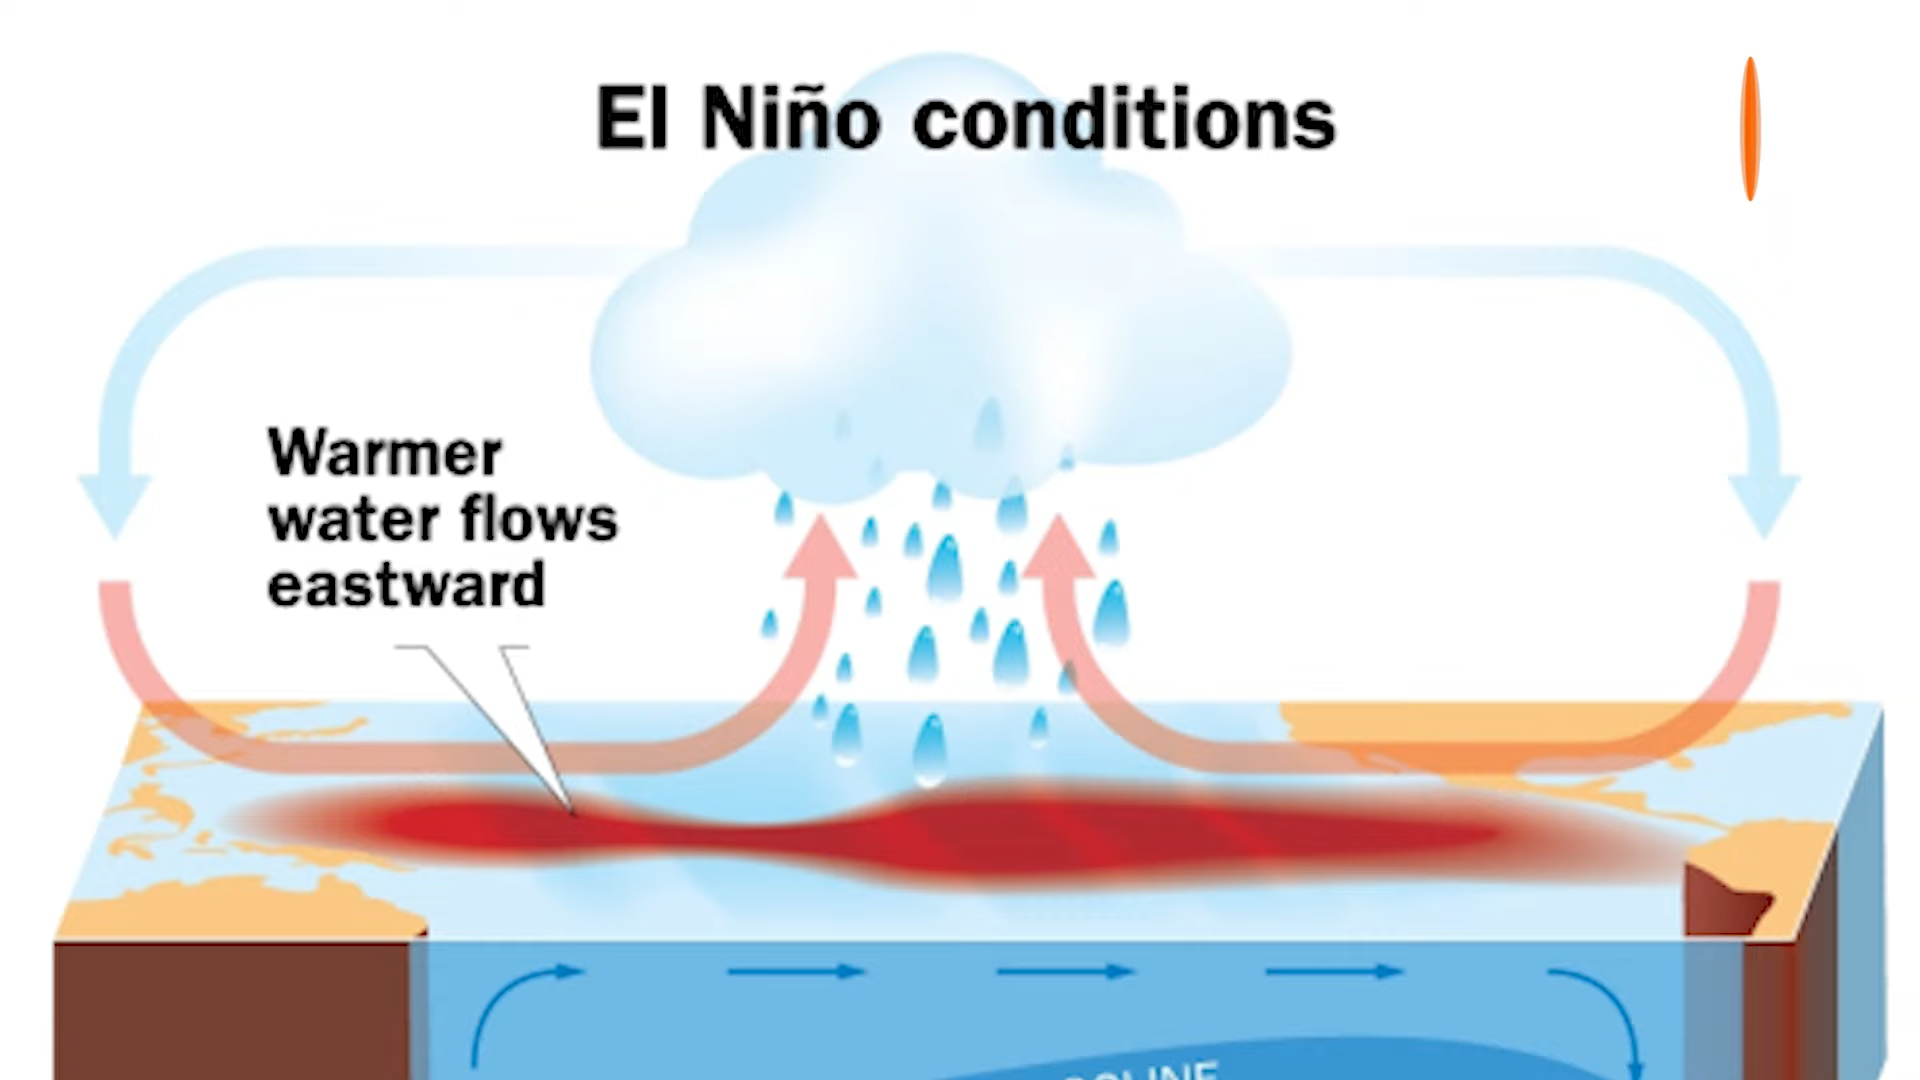 El Niño conditions
Warmer
water flows
eastward